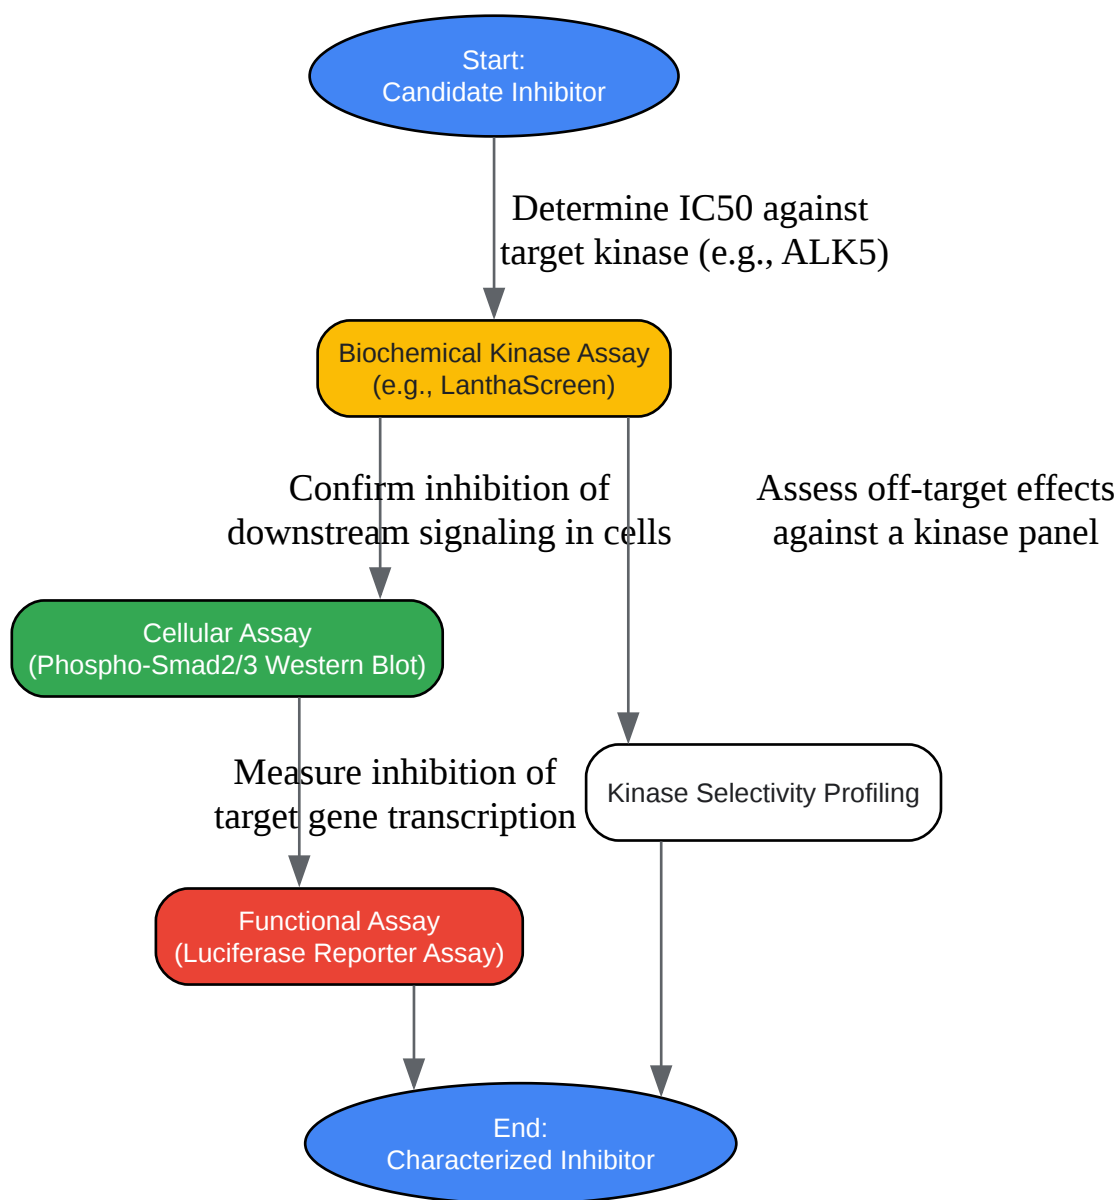 Start:
Candidate Inhibitor
Determine IC50 against
target kinase (e.g., ALK5)
Biochemical Kinase Assay
(e.g., LanthaScreen)
Confirm inhibition of
downstream signaling in cells
Assess off-target effects
against a kinase panel
Cellular Assay
(Phospho-Smad2/3 Western Blot)
Measure inhibition of
target gene transcription
Kinase Selectivity Profiling
Functional Assay
(Luciferase Reporter Assay)
End:
Characterized Inhibitor